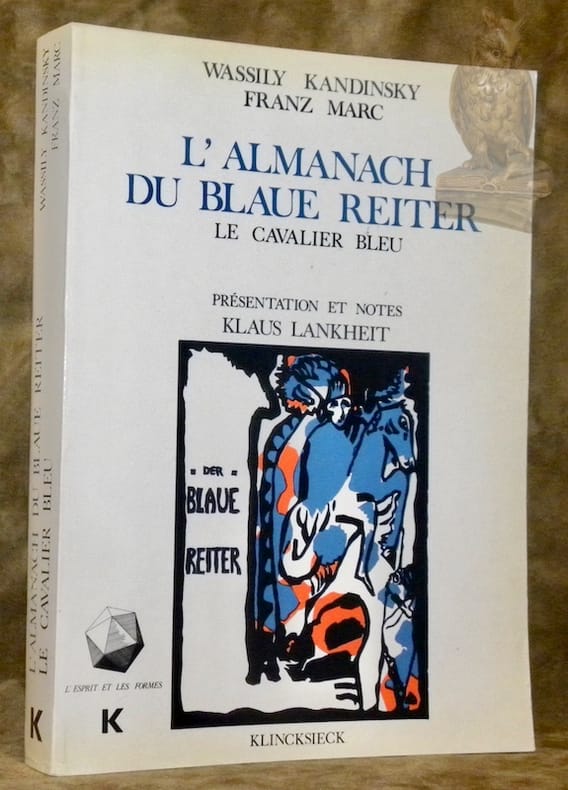 WASSILY KANDINSKY
FRANZ MARC
L'ALMANACH
DU BLAUE REITER
LE CAVALIER BLEU
PRÉSENTATION ET NOTES
KLAUS LANKHEIT
DER
BLAUE
REITER
L'ESPRIT ET LES FORMES
K
KLINCKSIECK
WASSILY KANDINSKY
FRANZ MARC
L'ALMANACH DU BLAUE REITER
LE CAVALIER BLEU
K